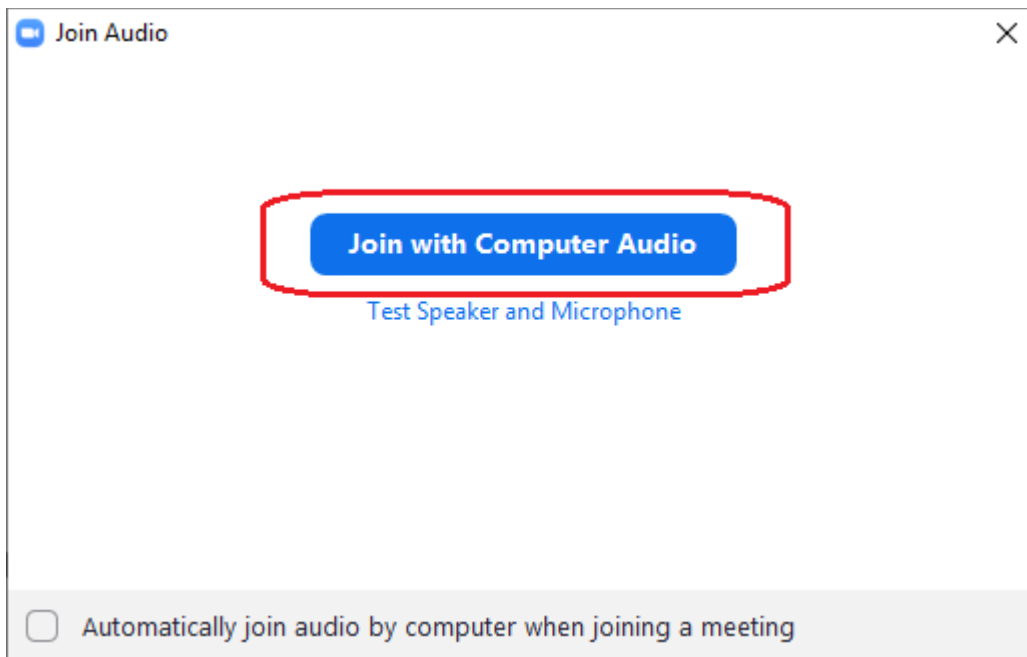 Join Audio
Join with Computer Audio
Test Speaker and Microphone
Automatically join audio by computer when joining a meeting